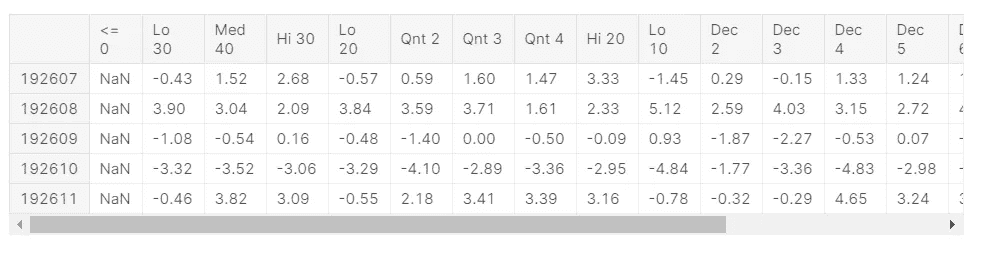 <= 0 Lo 30 Med 40 Hi 30 Lo 20 Qnt 2 Qnt 3 Qnt 4 Hi 20 Lo 10 Dec 2 Dec 3 Dec 4 Dec 5
192607 NaN -0.43 1.52 2.68 -0.57 0.59 1.60 1.47 3.33 -1.45 0.29 -0.15 1.33 1.24
192608 NaN 3.90 3.04 2.09 3.84 3.59 3.71 1.61 2.33 5.12 2.59 4.03 3.15 2.72
192609 NaN -1.08 -0.54 0.16 -0.48 -1.40 0.00 -0.50 -0.09 0.93 -1.87 -2.27 -0.53 0.07
192610 NaN -3.32 -3.52 -3.06 -3.29 -4.10 -2.89 -3.36 -2.95 -4.84 -1.77 -3.36 -4.83 -2.98
192611 NaN -0.46 3.82 3.09 -0.55 2.18 3.41 3.39 3.16 -0.78 -0.32 -0.29 4.65 3.24